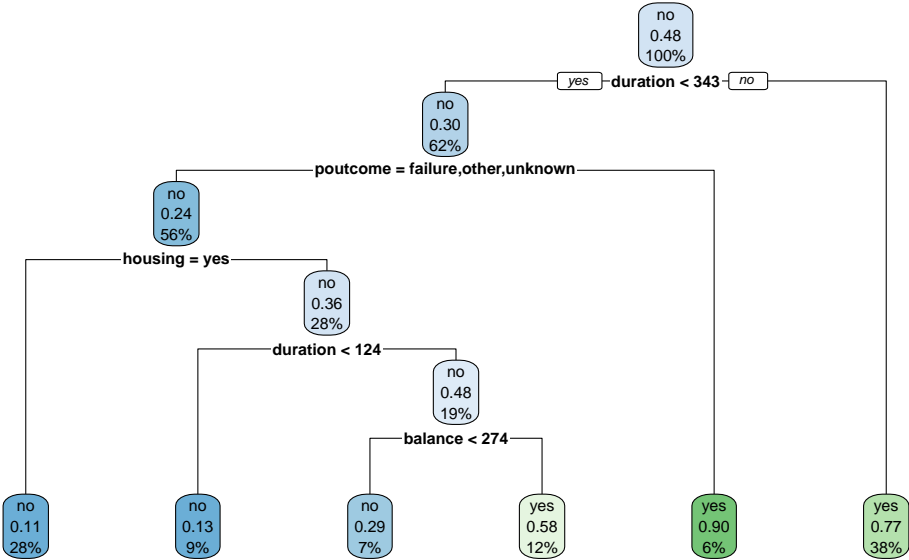 no
0.48
100%
yes duration < 343 no
no
0.30
62%
poutcome = failure,other,unknown
no
0.24
56%
housing = yes
no
0.36
28%
duration < 124
no
0.48
19%
balance < 274
no
0.11
28%
no
0.13
9%
no
0.29
7%
yes
0.58
12%
yes
0.90
6%
yes
0.77
38%